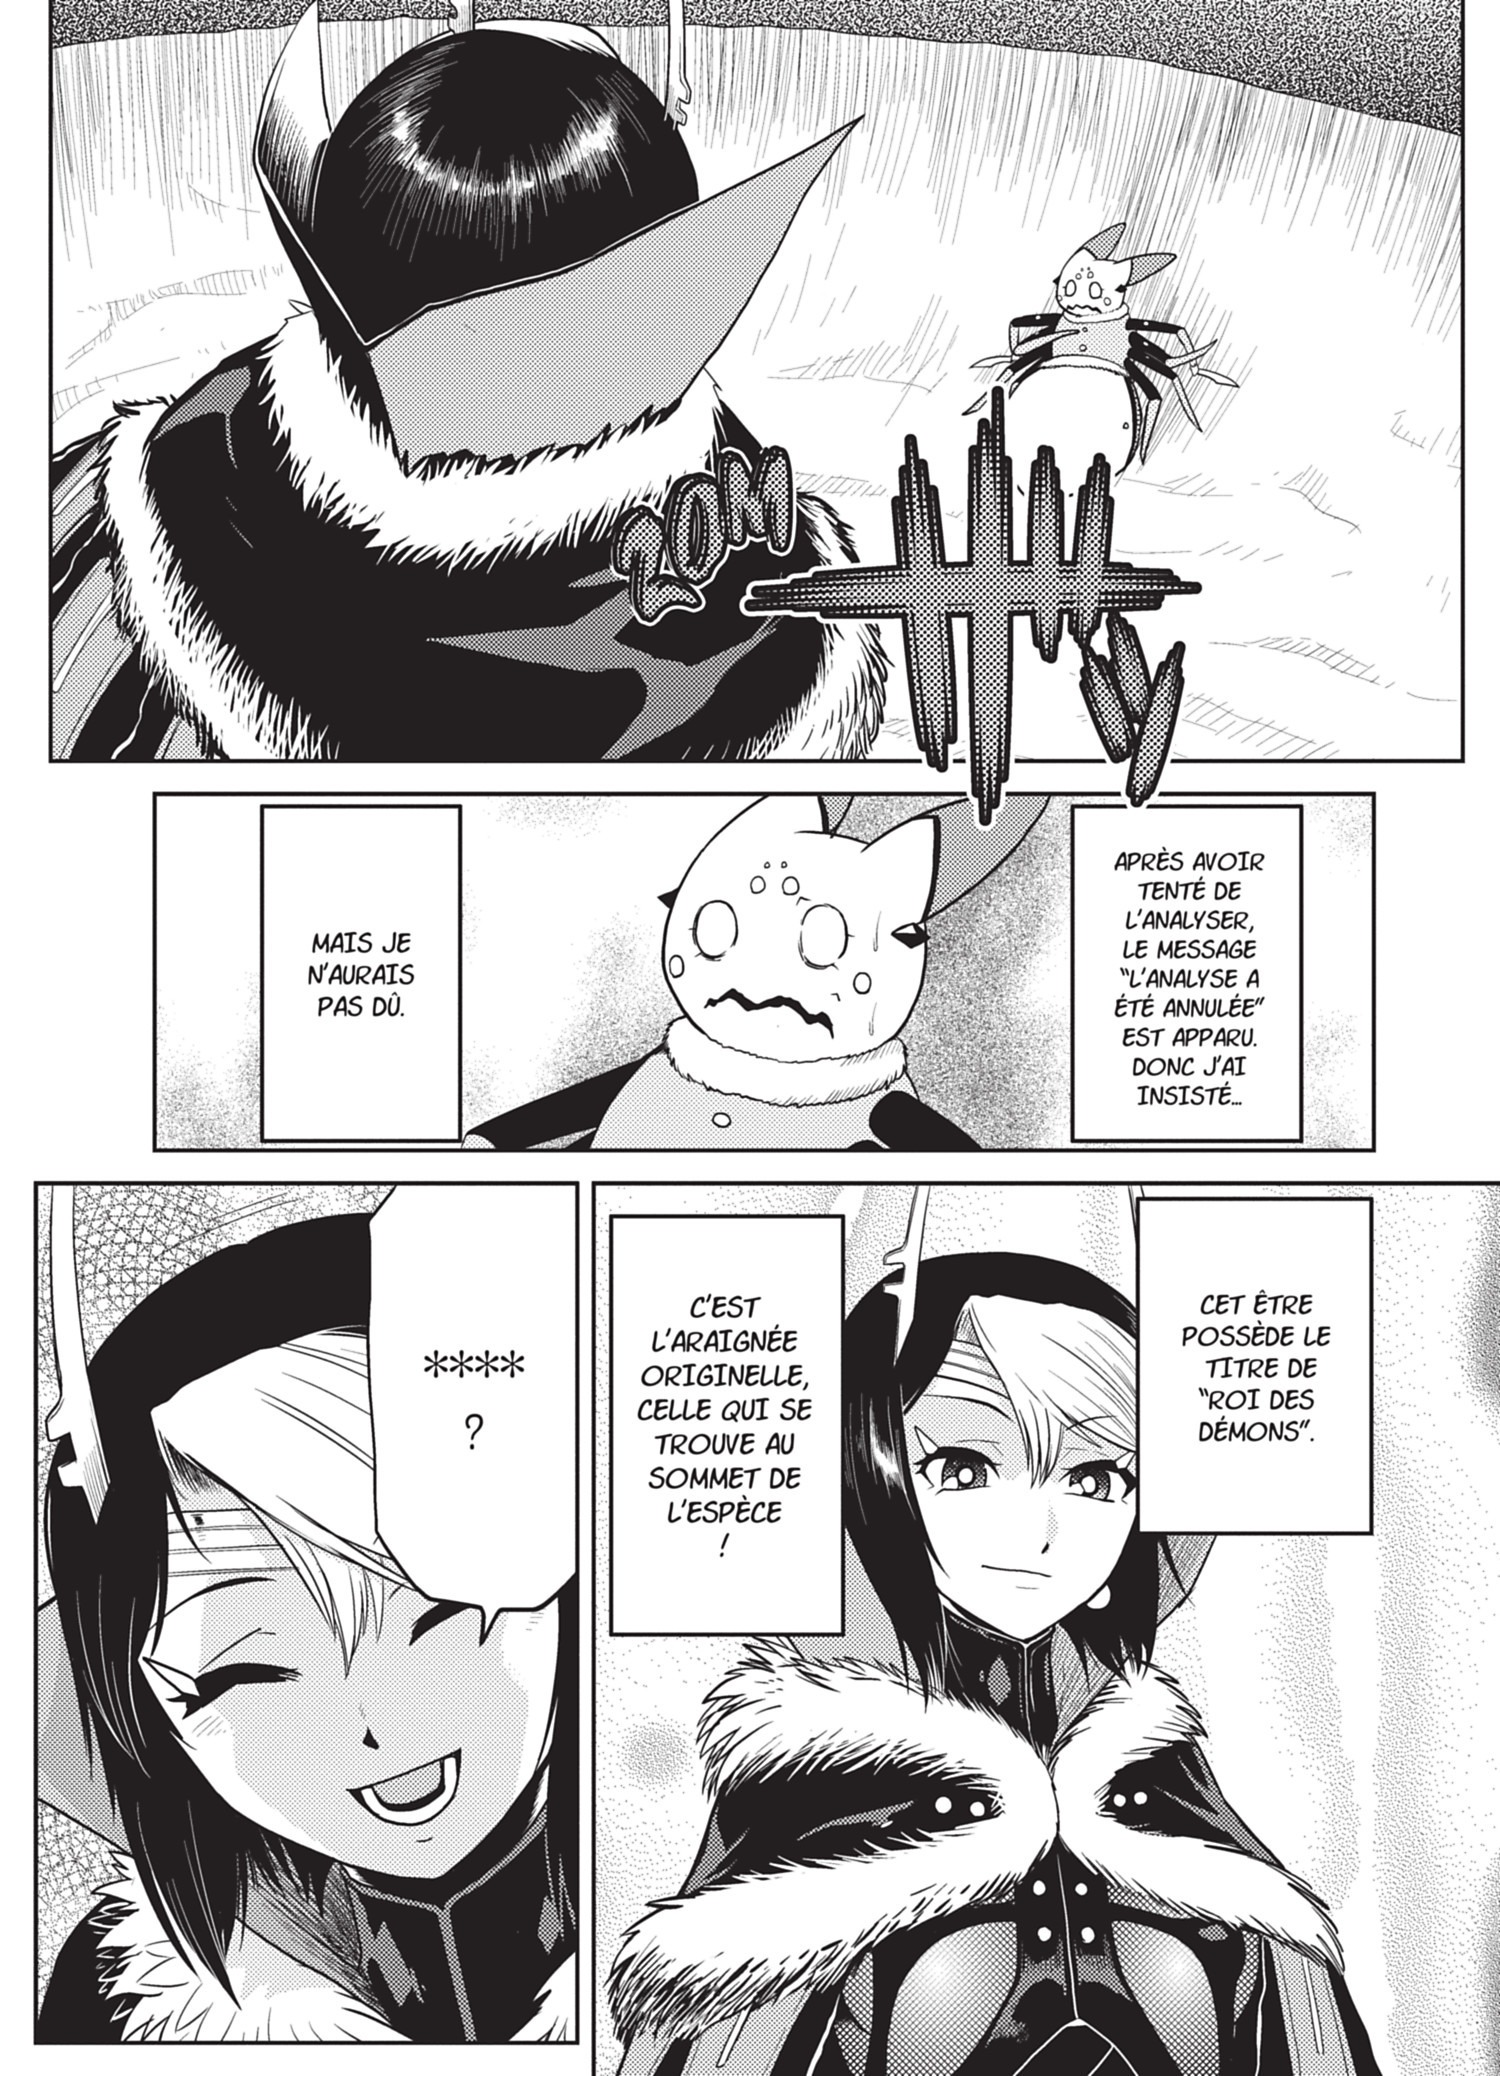 ZOM
APRÈS AVOIR
TENTÉ DE
L'ANALYSER,
LE MESSAGE
"L'ANALYSE A
ÉTÉ ANNULÉE"
EST APPARU.
DONC J'AI
INSISTÉ...
MAIS JE
N'AURAIS
PAS DÛ.
CET ÊTRE
POSSÈDE LE
TITRE DE
"ROI DES
DÉMONS".
C'EST
L'ARAIGNÉE
ORIGINELLE,
CELLE QUI SE
TROUVE AU
SOMMET DE
L'ESPÈCE
!
****
?